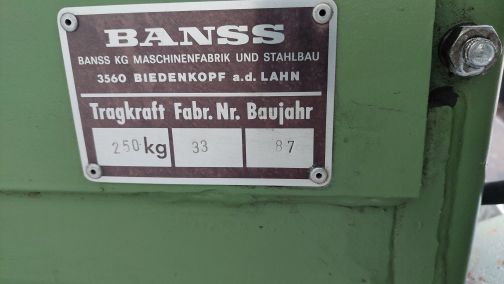 BANSS
BANSS KG MASCHINENFABRIK UND STAHLBAU
3560 BIEDENKOPF a.d. LAHN
Tragkraft Fabr. Nr. Baujahr
250 kg 33 87